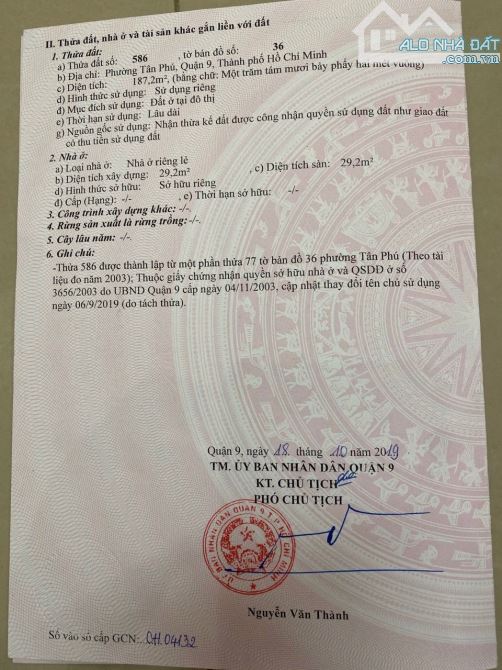 ALO NHÀ ĐẤT
.com.vn
II. Thửa đất, nhà ở và tài sản khác gắn liền với đất
1. Thửa đất:
a) Thửa đất số: 586 , tờ bản đồ số: 36
b) Địa chỉ: Phường Tân Phú, Quận 9, Thành phố Hồ Chí Minh
c) Diện tích: 187,2m², (bằng chữ: Một trăm tám mươi bảy phẩy hai mét vuông)
d) Hình thức sử dụng: Sử dụng riêng
đ) Mục đích sử dụng: Đất ở tại đô thị
e) Thời hạn sử dụng: Lâu dài
g) Nguồn gốc sử dụng: Nhận thừa kế đất được công nhận quyền sử dụng đất như giao đất
có thu tiền sử dụng đất
2. Nhà ở:
a) Loại nhà ở: Nhà ở riêng lẻ
b) Diện tích xây dựng: 29,2m² , c) Diện tích sàn: 29,2m²
d) Hình thức sở hữu: Sở hữu riêng
đ) Cấp (Hạng): -/- , e) Thời hạn sở hữu: -/-
3. Công trình xây dựng khác: -/-.
4. Rừng sản xuất là rừng trồng: -/-.
5. Cây lâu năm: -/-.
6. Ghi chú:
-Thửa 586 được thành lập từ một phần thửa 77 tờ bản đồ 36 phường Tân Phú (Theo tài
liệu đo năm 2003); Thuộc giấy chứng nhận quyền sở hữu nhà ở và QSDĐ ở số
3656/2003 do UBND Quận 9 cấp ngày 04/11/2003, cập nhật thay đổi tên chủ sử dụng
ngày 06/9/2019 (do tách thửa).
Quận 9, ngày 18 tháng 10 năm 2019
TM. ỦY BAN NHÂN DÂN QUẬN 9
KT. CHỦ TỊCH
PHÓ CHỦ TỊCH
ỦY BAN NHÂN DÂN QUẬN 9 T.P HỒ CHÍ MINH
Nguyễn Văn Thành
Số vào sổ cấp GCN: CH 04132